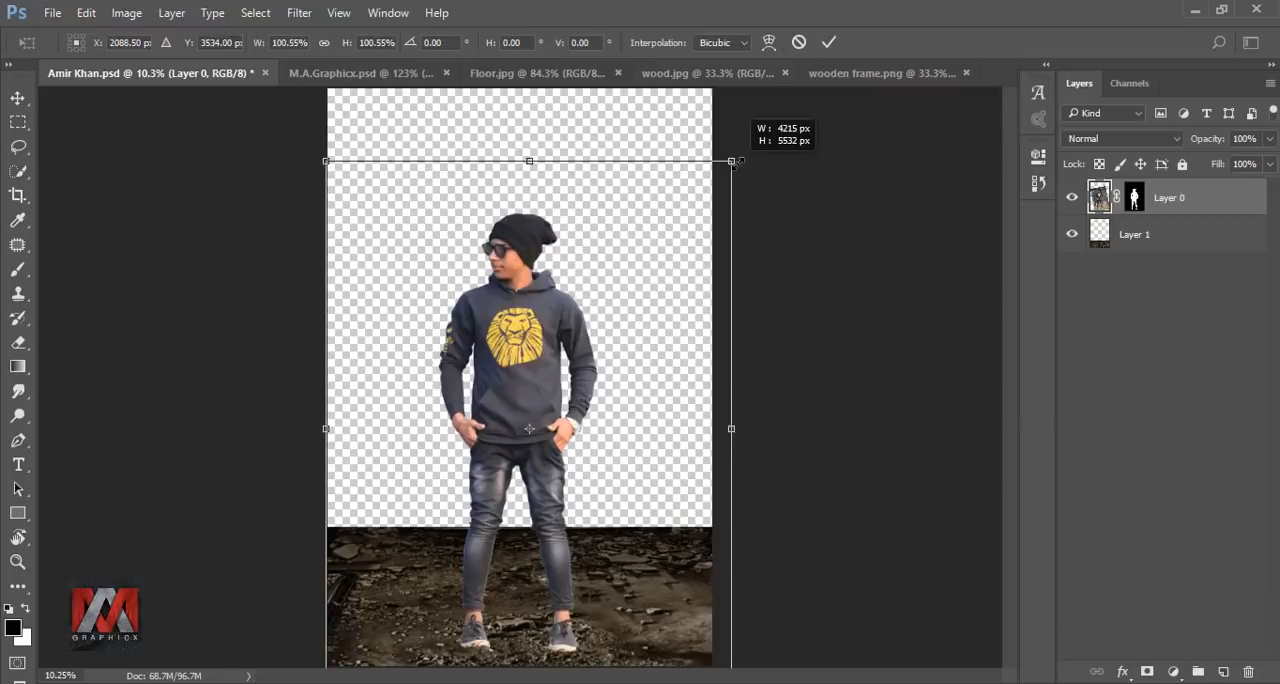 Ps File Edit Image Layer Type Select Filter View Window Help
X: 2088.50 px Y: 3534.00 px W: 100.55% H: 100.55% 0.00 ° H: 0.00 ° V: 0.00 ° Interpolation: Bicubic
Amir Khan.psd @ 10.3% (Layer 0, RGB/8) * × M.A.Graphicx.psd @ 123% (... × Floor.jpg @ 84.3% (RGB/8... × wood.jpg @ 33.3% (RGB/... × wooden frame.png @ 33.3%... ×
W: 4215 px
H: 5532 px
Layers Channels
Kind
Normal Opacity: 100%
Lock: Fill: 100%
Layer 0
Layer 1
MA
GRAPHICX
10.25% Doc: 68.7M/96.7M